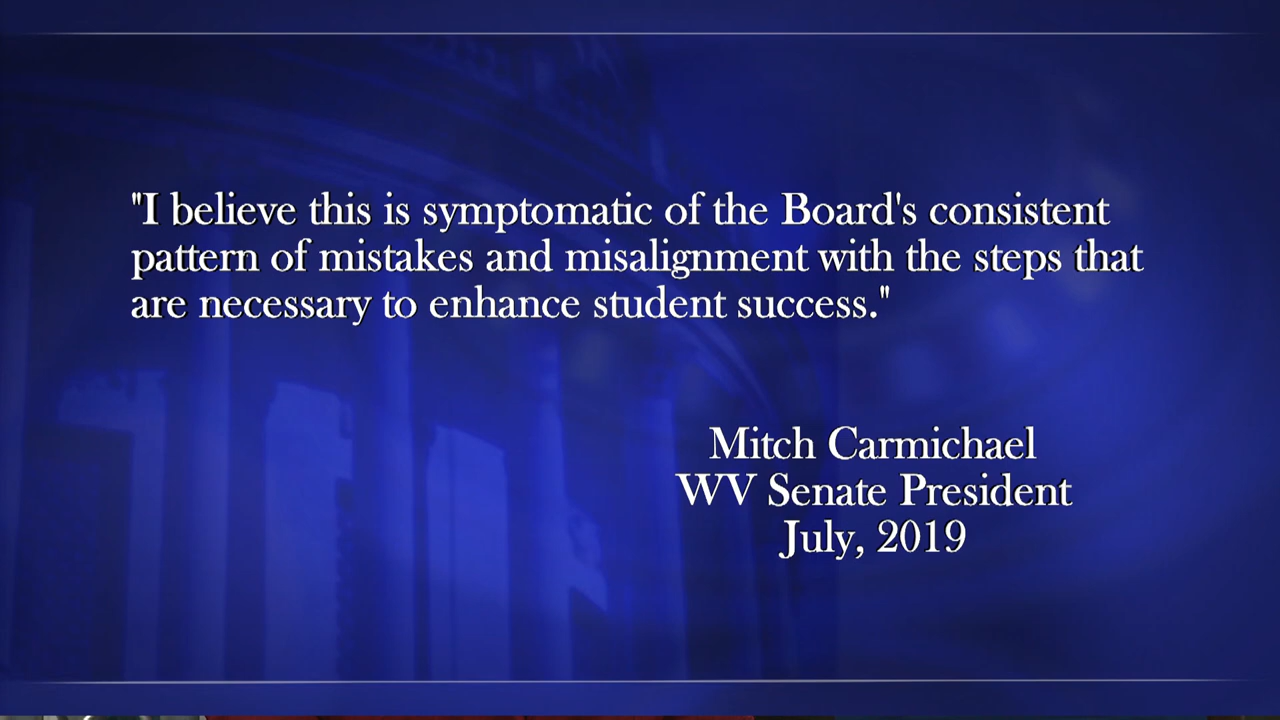 "I believe this is symptomatic of the Board's consistent
pattern of mistakes and misalignment with the steps that
are necessary to enhance student success."
Mitch Carmichael
WV Senate President
July, 2019